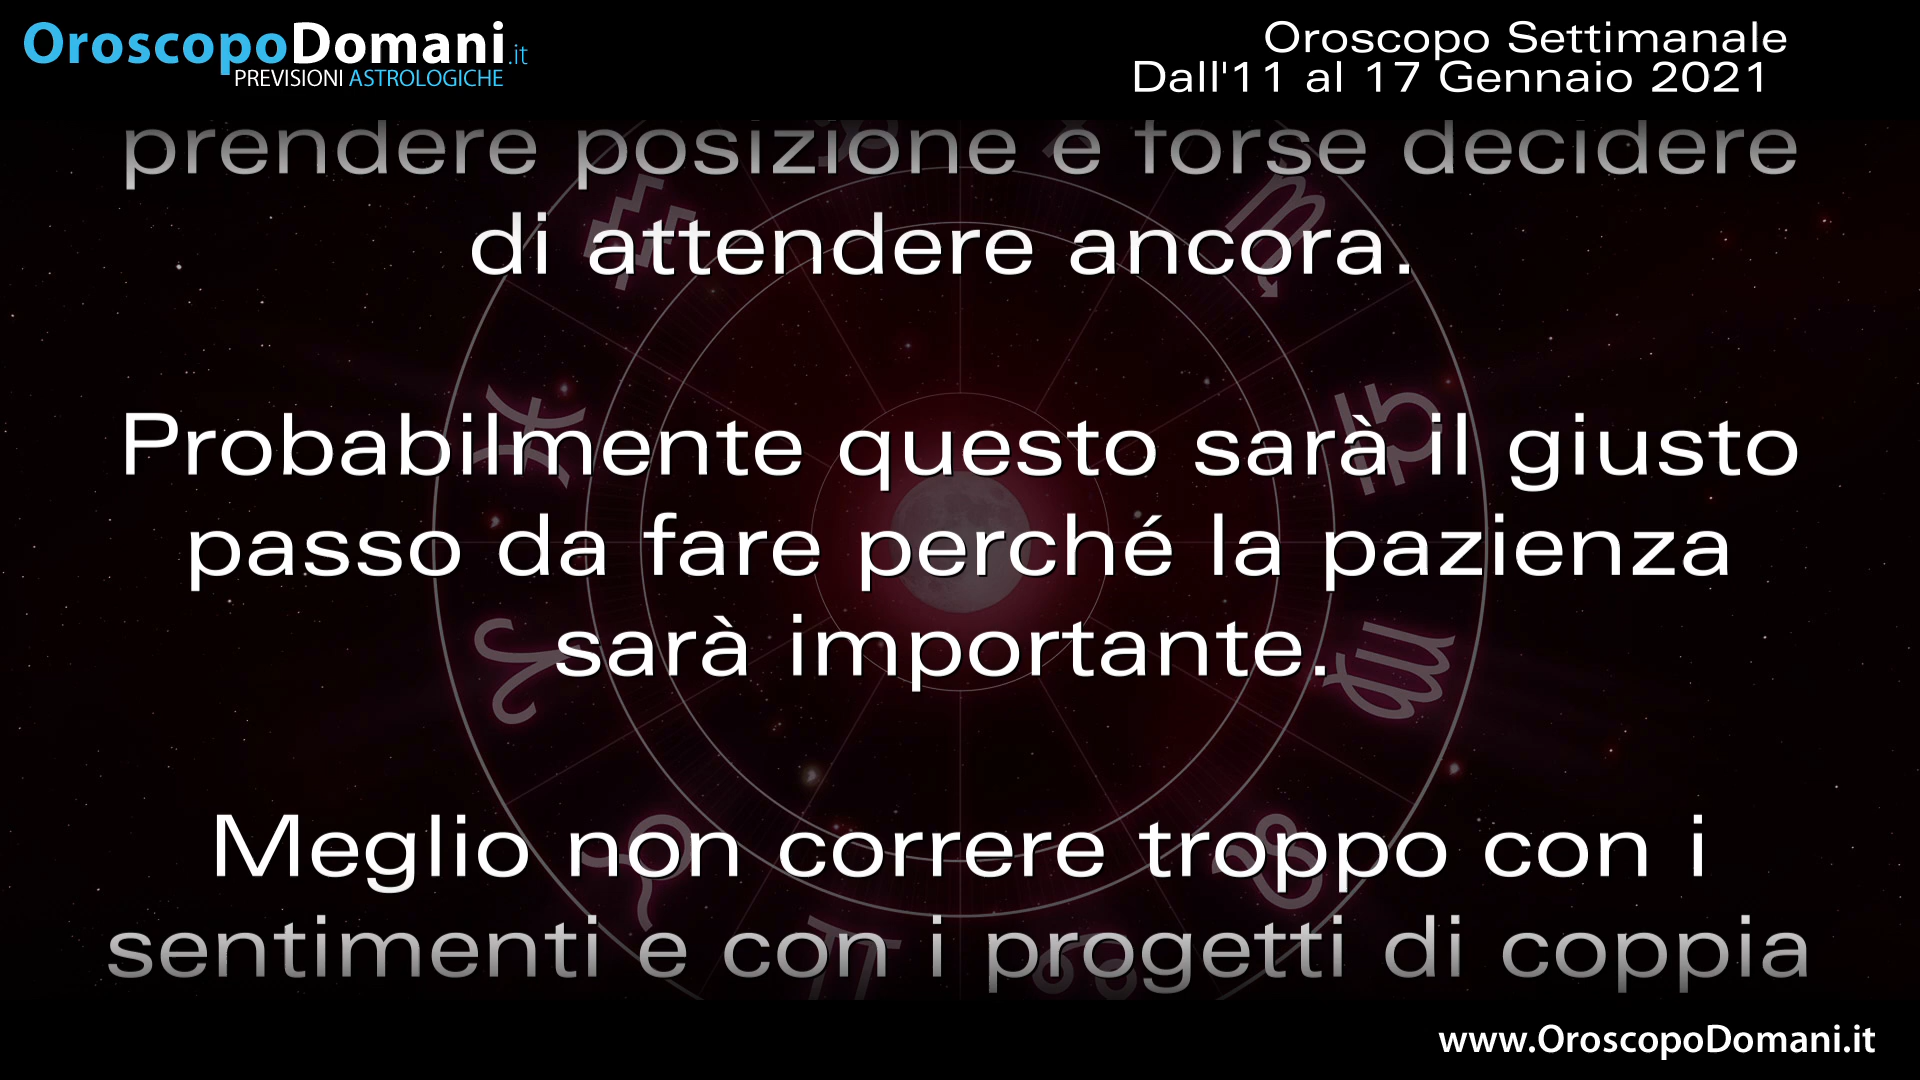 OroscopoDomani.it
PREVISIONI ASTROLOGICHE
Oroscopo Settimanale
Dall'11 al 17 Gennaio 2021
prendere posizione e forse decidere
di attendere ancora.
Probabilmente questo sarà il giusto
passo da fare perché la pazienza
sarà importante.
Meglio non correre troppo con i
sentimenti e con i progetti di coppia
www.OroscopoDomani.it